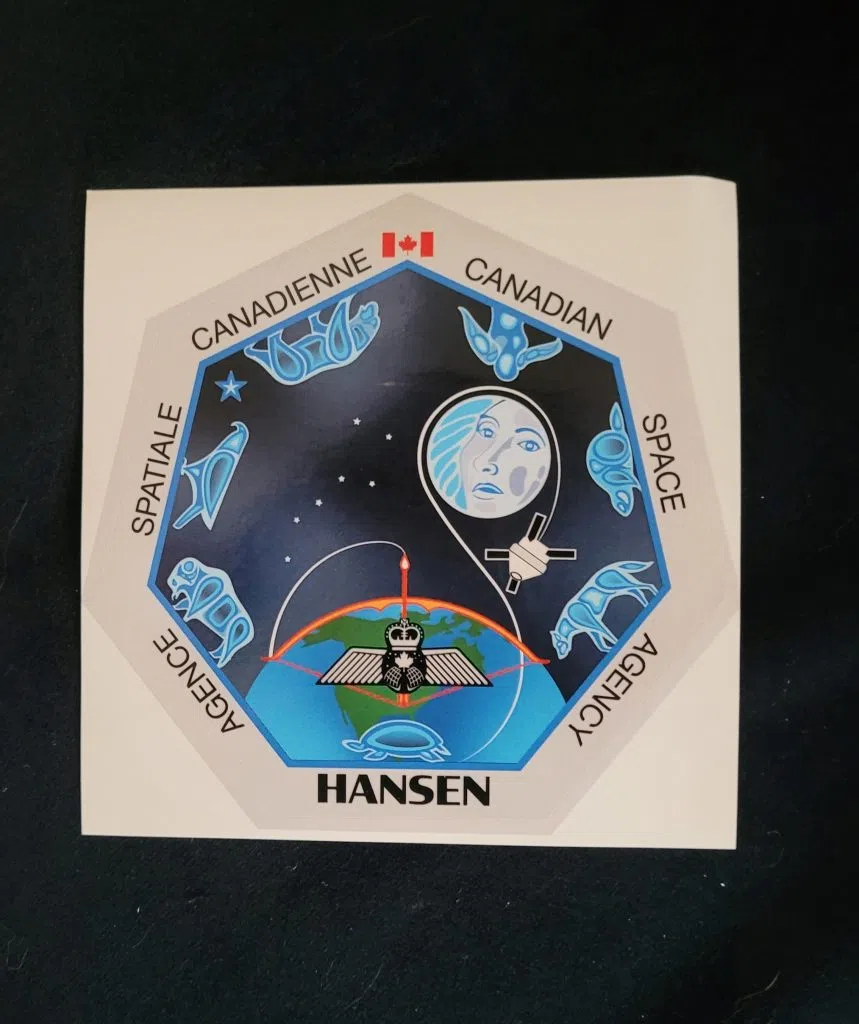 AGENCE SPATIALE CANADIENNE
CANADIAN SPACE AGENCY
HANSEN